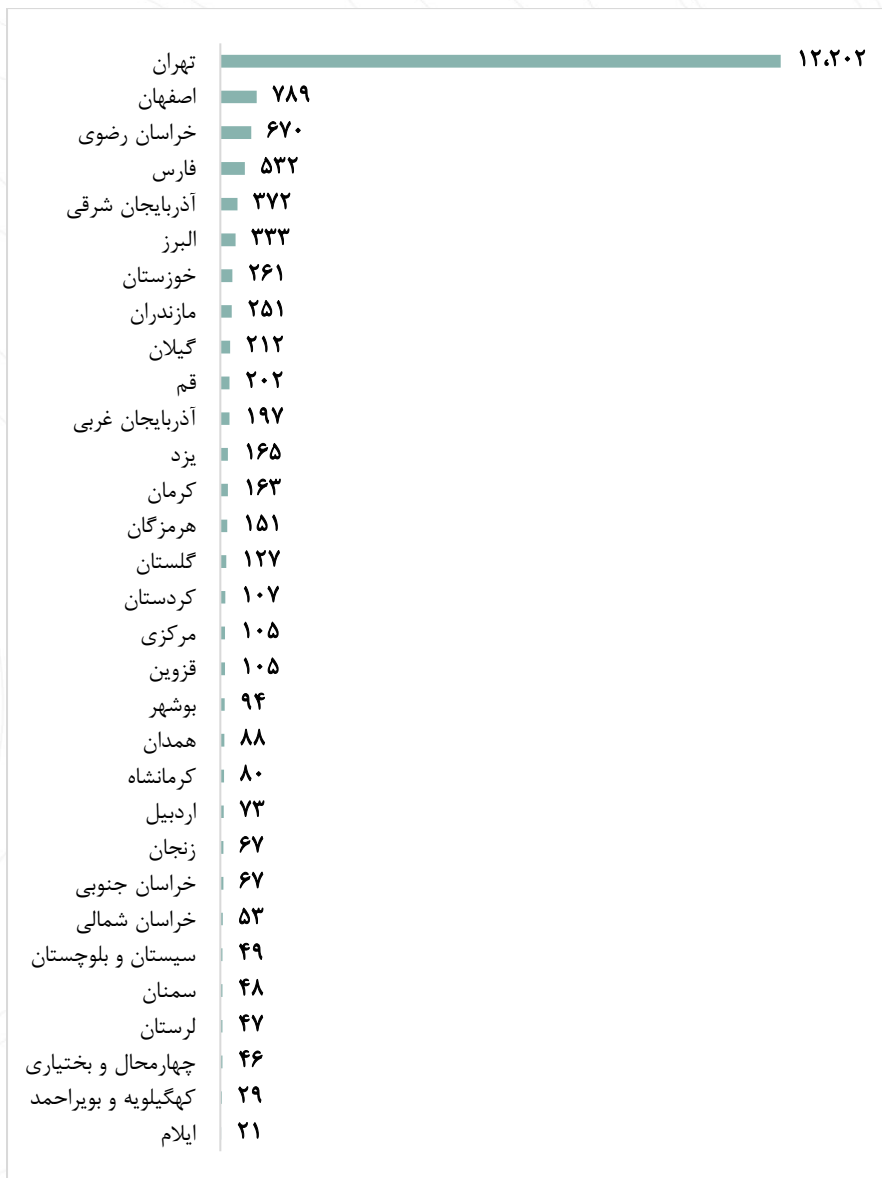 تهران ۱۲،۲۰۲
اصفهان ۷۸۹
خراسان رضوی ۶۷۰
فارس ۵۳۲
آذربایجان شرقی ۳۷۲
البرز ۳۳۳
خوزستان ۲۶۱
مازندران ۲۵۱
گیلان ۲۱۲
قم ۲۰۲
آذربایجان غربی ۱۹۷
یزد ۱۶۵
کرمان ۱۶۳
هرمزگان ۱۵۱
گلستان ۱۲۷
کردستان ۱۰۷
مرکزی ۱۰۵
قزوین ۱۰۵
بوشهر ۹۴
همدان ۸۸
کرمانشاه ۸۰
اردبیل ۷۳
زنجان ۶۷
خراسان جنوبی ۶۷
خراسان شمالی ۵۳
سیستان و بلوچستان ۴۹
سمنان ۴۸
لرستان ۴۷
چهارمحال و بختیاری ۴۶
کهگیلویه و بویراحمد ۲۹
ایلام ۲۱